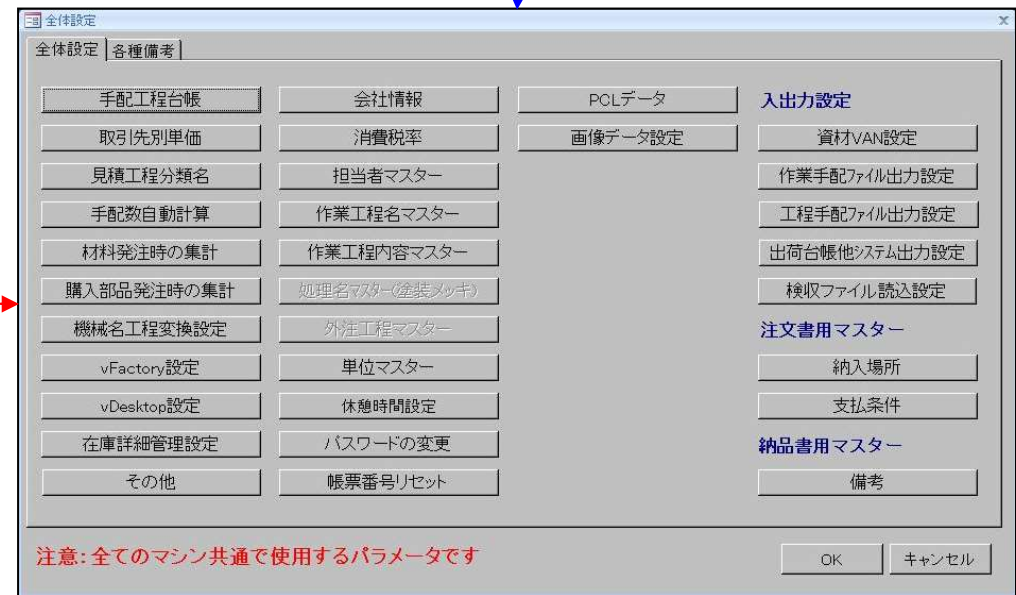 全体設定
x
全体設定 各種備考
手配工程台帳
取引先別単価
見積工程分類名
手配数自動計算
材料発注時の集計
購入部品発注時の集計
機械名工程変換設定
vFactory設定
vDesktop設定
在庫詳細管理設定
その他
会社情報
消費税率
担当者マスター
作業工程名マスター
作業工程内容マスター
処理名マスター(塗装メッキ)
外注工程マスター
単位マスター
休憩時間設定
パスワードの変更
帳票番号リセット
PCLデータ
画像データ設定
入出力設定
資材VAN設定
作業手配ファイル出力設定
工程手配ファイル出力設定
出荷台帳他システム出力設定
検収ファイル読込設定
注文書用マスター
納入場所
支払条件
納品書用マスター
備考
注意:全てのマシン共通で使用するパラメータです
OK キャンセル